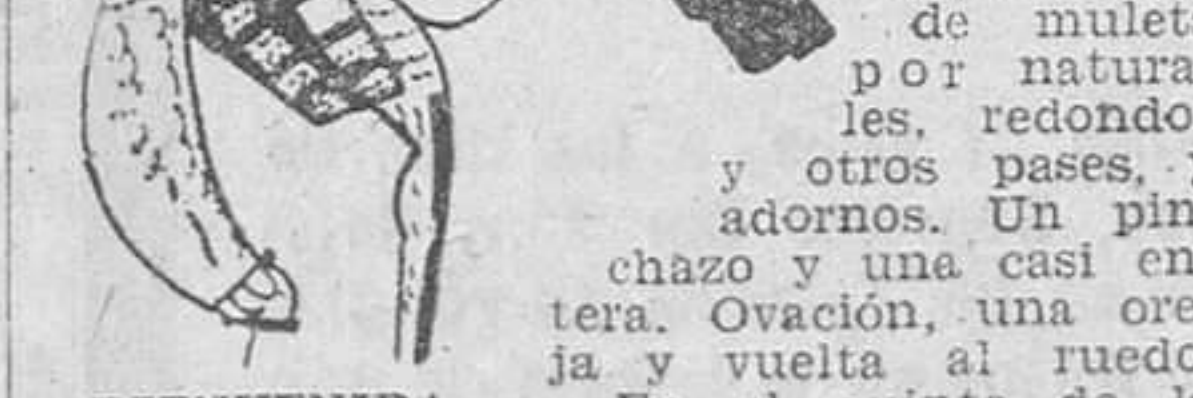 de mulet
por natura
les, redondo
y otros pases,
adornos. Un pin
chazo y una casi en
tera. Ovación, una ore
ja y vuelta al ruedo